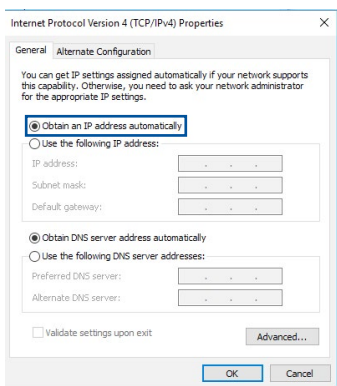 Internet Protocol Version 4 (TCP/IPv4) Properties
General Alternate Configuration
You can get IP settings assigned automatically if your network supports
this capability. Otherwise, you need to ask your network administrator
for the appropriate IP settings.
Obtain an IP address automatically
Use the following IP address:
IP address:
Subnet mask:
Default gateway:
Obtain DNS server address automatically
Use the following DNS server addresses:
Preferred DNS server:
Alternate DNS server:
Validate settings upon exit
Advanced...
OK Cancel